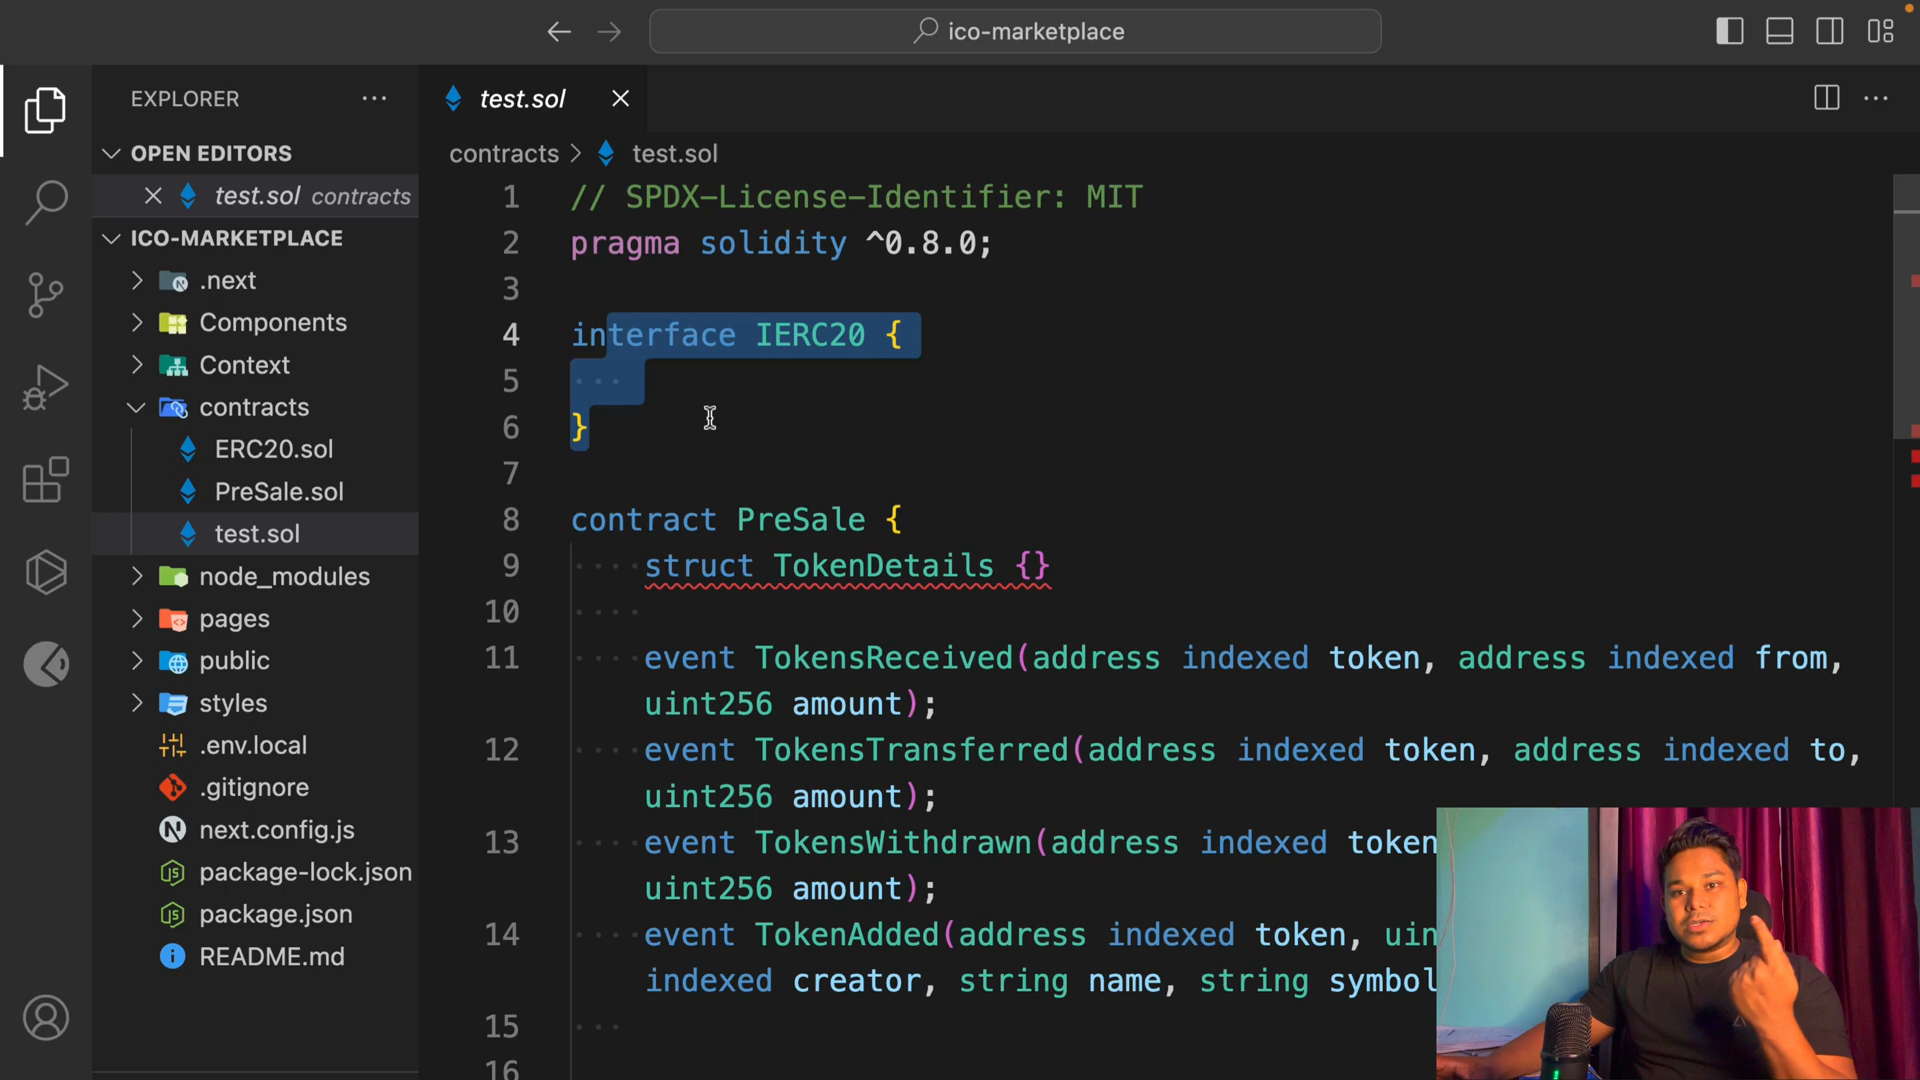 ico-marketplace
EXPLORER
OPEN EDITORS
test.sol contracts
ICO-MARKETPLACE
.next
Components
Context
contracts
ERC20.sol
PreSale.sol
test.sol
node_modules
pages
public
styles
.env.local
.gitignore
next.config.js
package-lock.json
package.json
README.md
test.sol
contracts > test.sol
1 // SPDX-License-Identifier: MIT
2 pragma solidity ^0.8.0;
3
4 interface IERC20 {
5
6 }
7
8 contract PreSale {
9 struct TokenDetails {}
10
11 event TokensReceived(address indexed token, address indexed from,
uint256 amount);
12 event TokensTransferred(address indexed token, address indexed to,
uint256 amount);
13 event TokensWithdrawn(address indexed token
uint256 amount);
14 event TokenAdded(address indexed token, uin
indexed creator, string name, string symbol
15
16